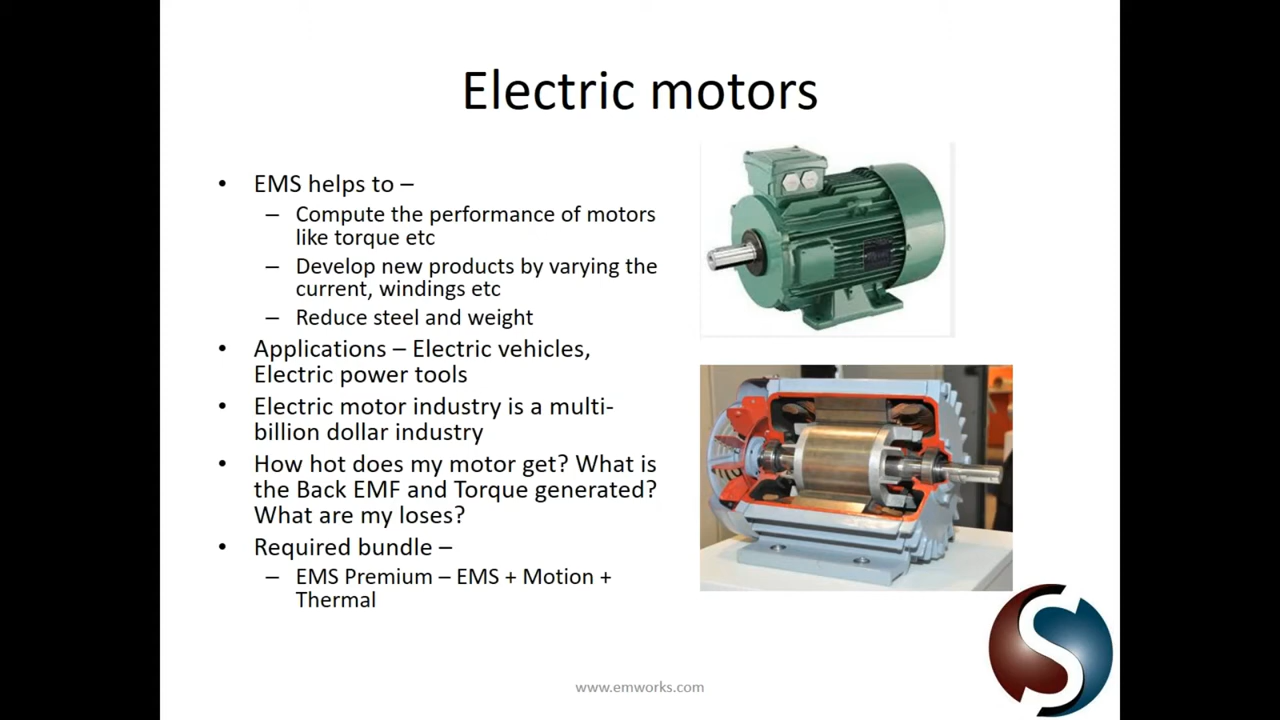 Electric motors
• EMS helps to –
– Compute the performance of motors
like torque etc
– Develop new products by varying the
current, windings etc
– Reduce steel and weight
• Applications – Electric vehicles,
Electric power tools
• Electric motor industry is a multi-
billion dollar industry
• How hot does my motor get? What is
the Back EMF and Torque generated?
What are my loses?
• Required bundle –
– EMS Premium – EMS + Motion +
Thermal
www.emworks.com
S